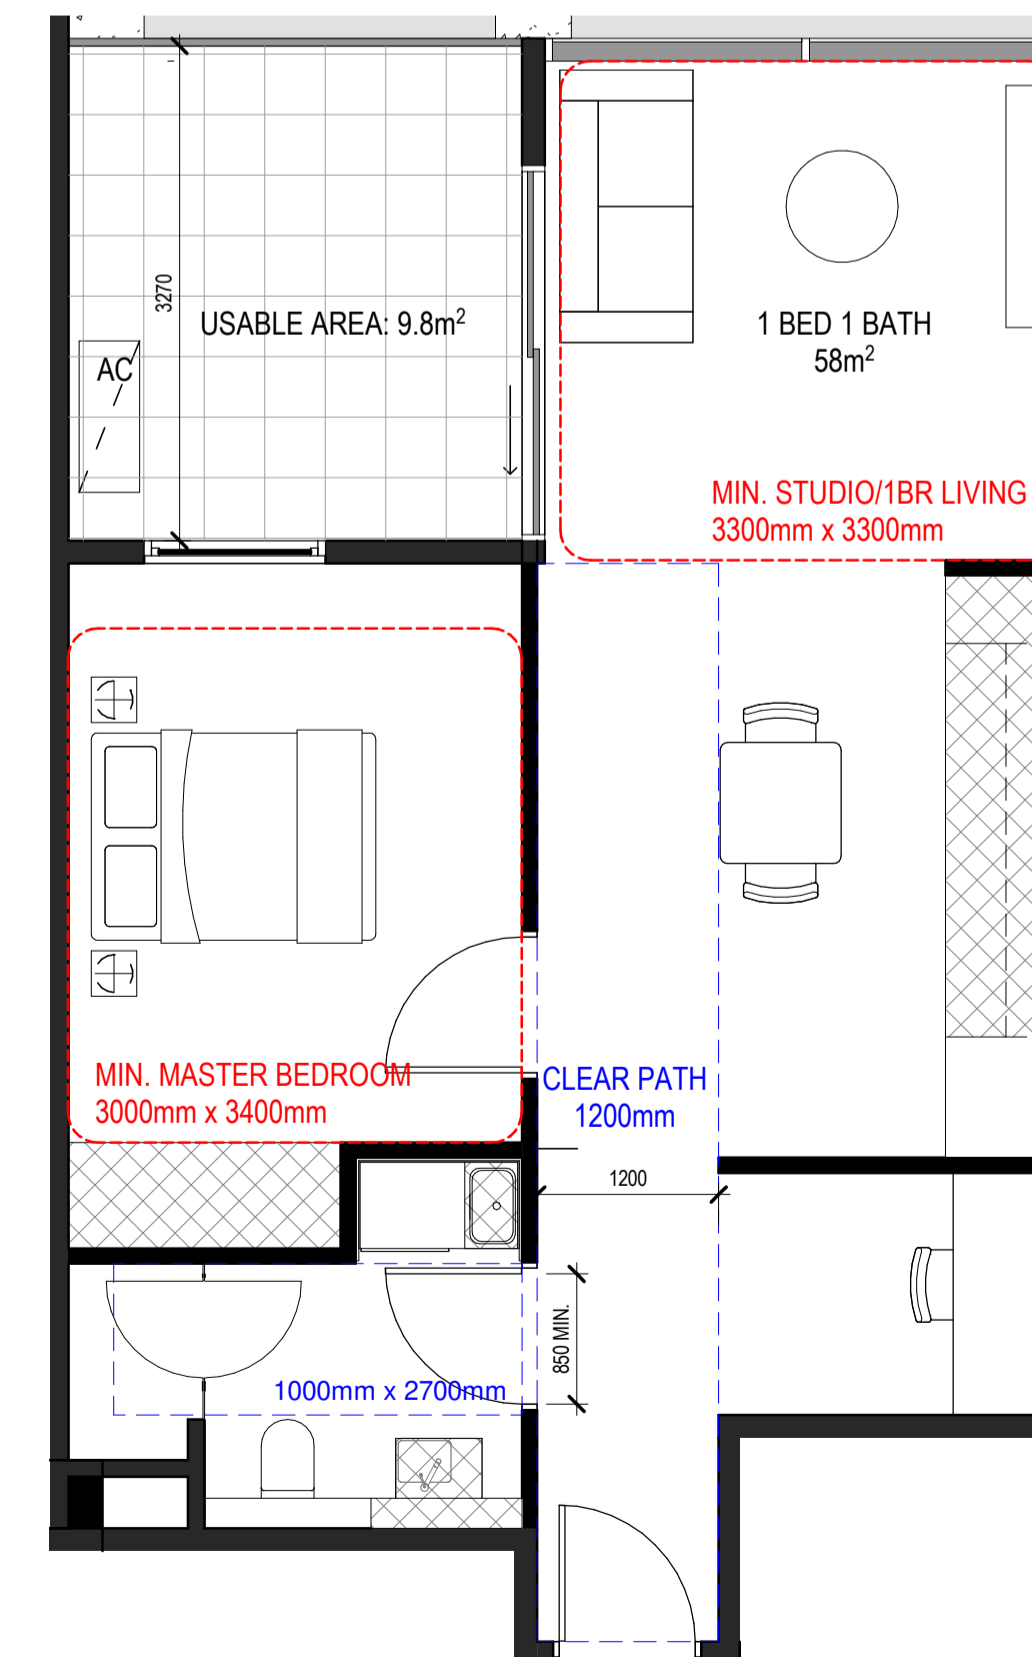 3270
USABLE AREA: 9.8m²
AC
1 BED 1 BATH
58m²
MIN. STUDIO/1BR LIVING
3300mm x 3300mm
MIN. MASTER BEDROOM
3000mm x 3400mm
CLEAR PATH
1200mm
1200
850 MIN.
1000mm x 2700mm